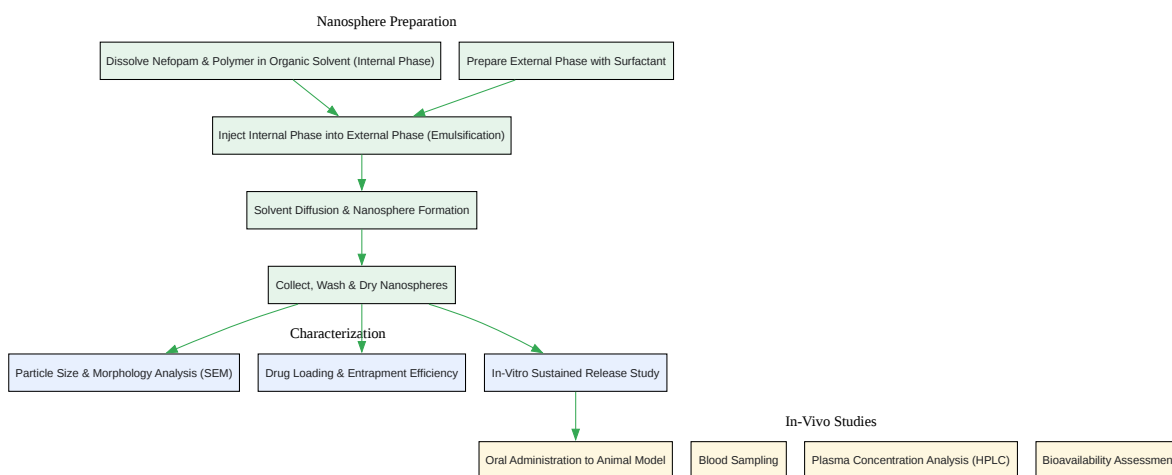 Nanosphere Preparation
Dissolve Nefopam & Polymer in Organic Solvent (Internal Phase)
Prepare External Phase with Surfactant
Inject Internal Phase into External Phase (Emulsification)
Solvent Diffusion & Nanosphere Formation
Collect, Wash & Dry Nanospheres
Characterization
Particle Size & Morphology Analysis (SEM)
Drug Loading & Entrapment Efficiency
In-Vitro Sustained Release Study
In-Vivo Studies
Oral Administration to Animal Model
Blood Sampling
Plasma Concentration Analysis (HPLC)
Bioavailability Assessment